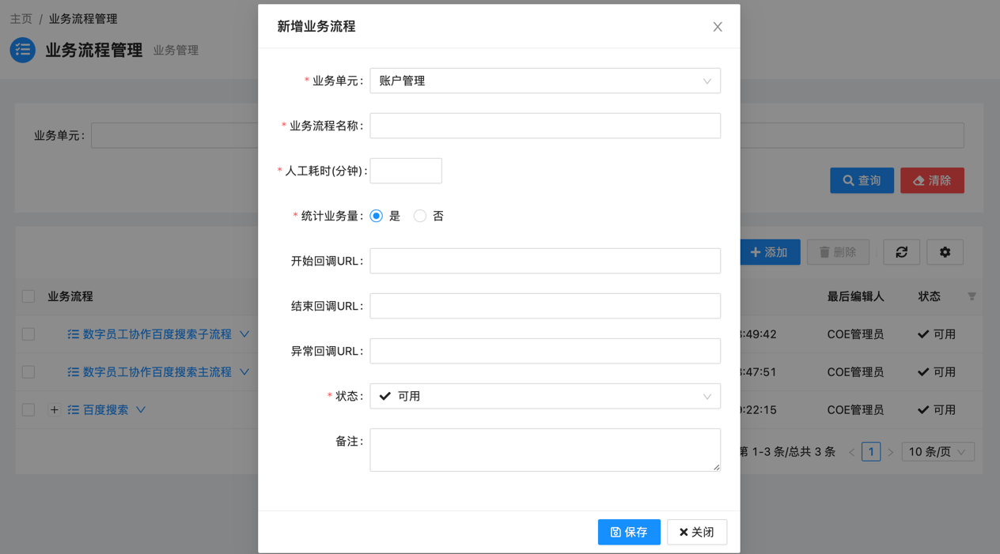 主页 / 业务流程管理
业务流程管理 业务管理
新增业务流程
* 业务单元: 账户管理
* 业务流程名称:
* 人工耗时(分钟):
* 统计业务量: 是 否
开始回调URL:
结束回调URL:
异常回调URL:
* 状态: 可用
备注:
保存 关闭
业务单元:
查询 清除
添加 删除
业务流程 最后编辑人 状态
数字员工协作百度搜索子流程 :49:42 COE管理员 可用
数字员工协作百度搜索主流程 :47:51 COE管理员 可用
百度搜索 :22:15 COE管理员 可用
第 1-3 条/总共 3 条 1 10 条/页